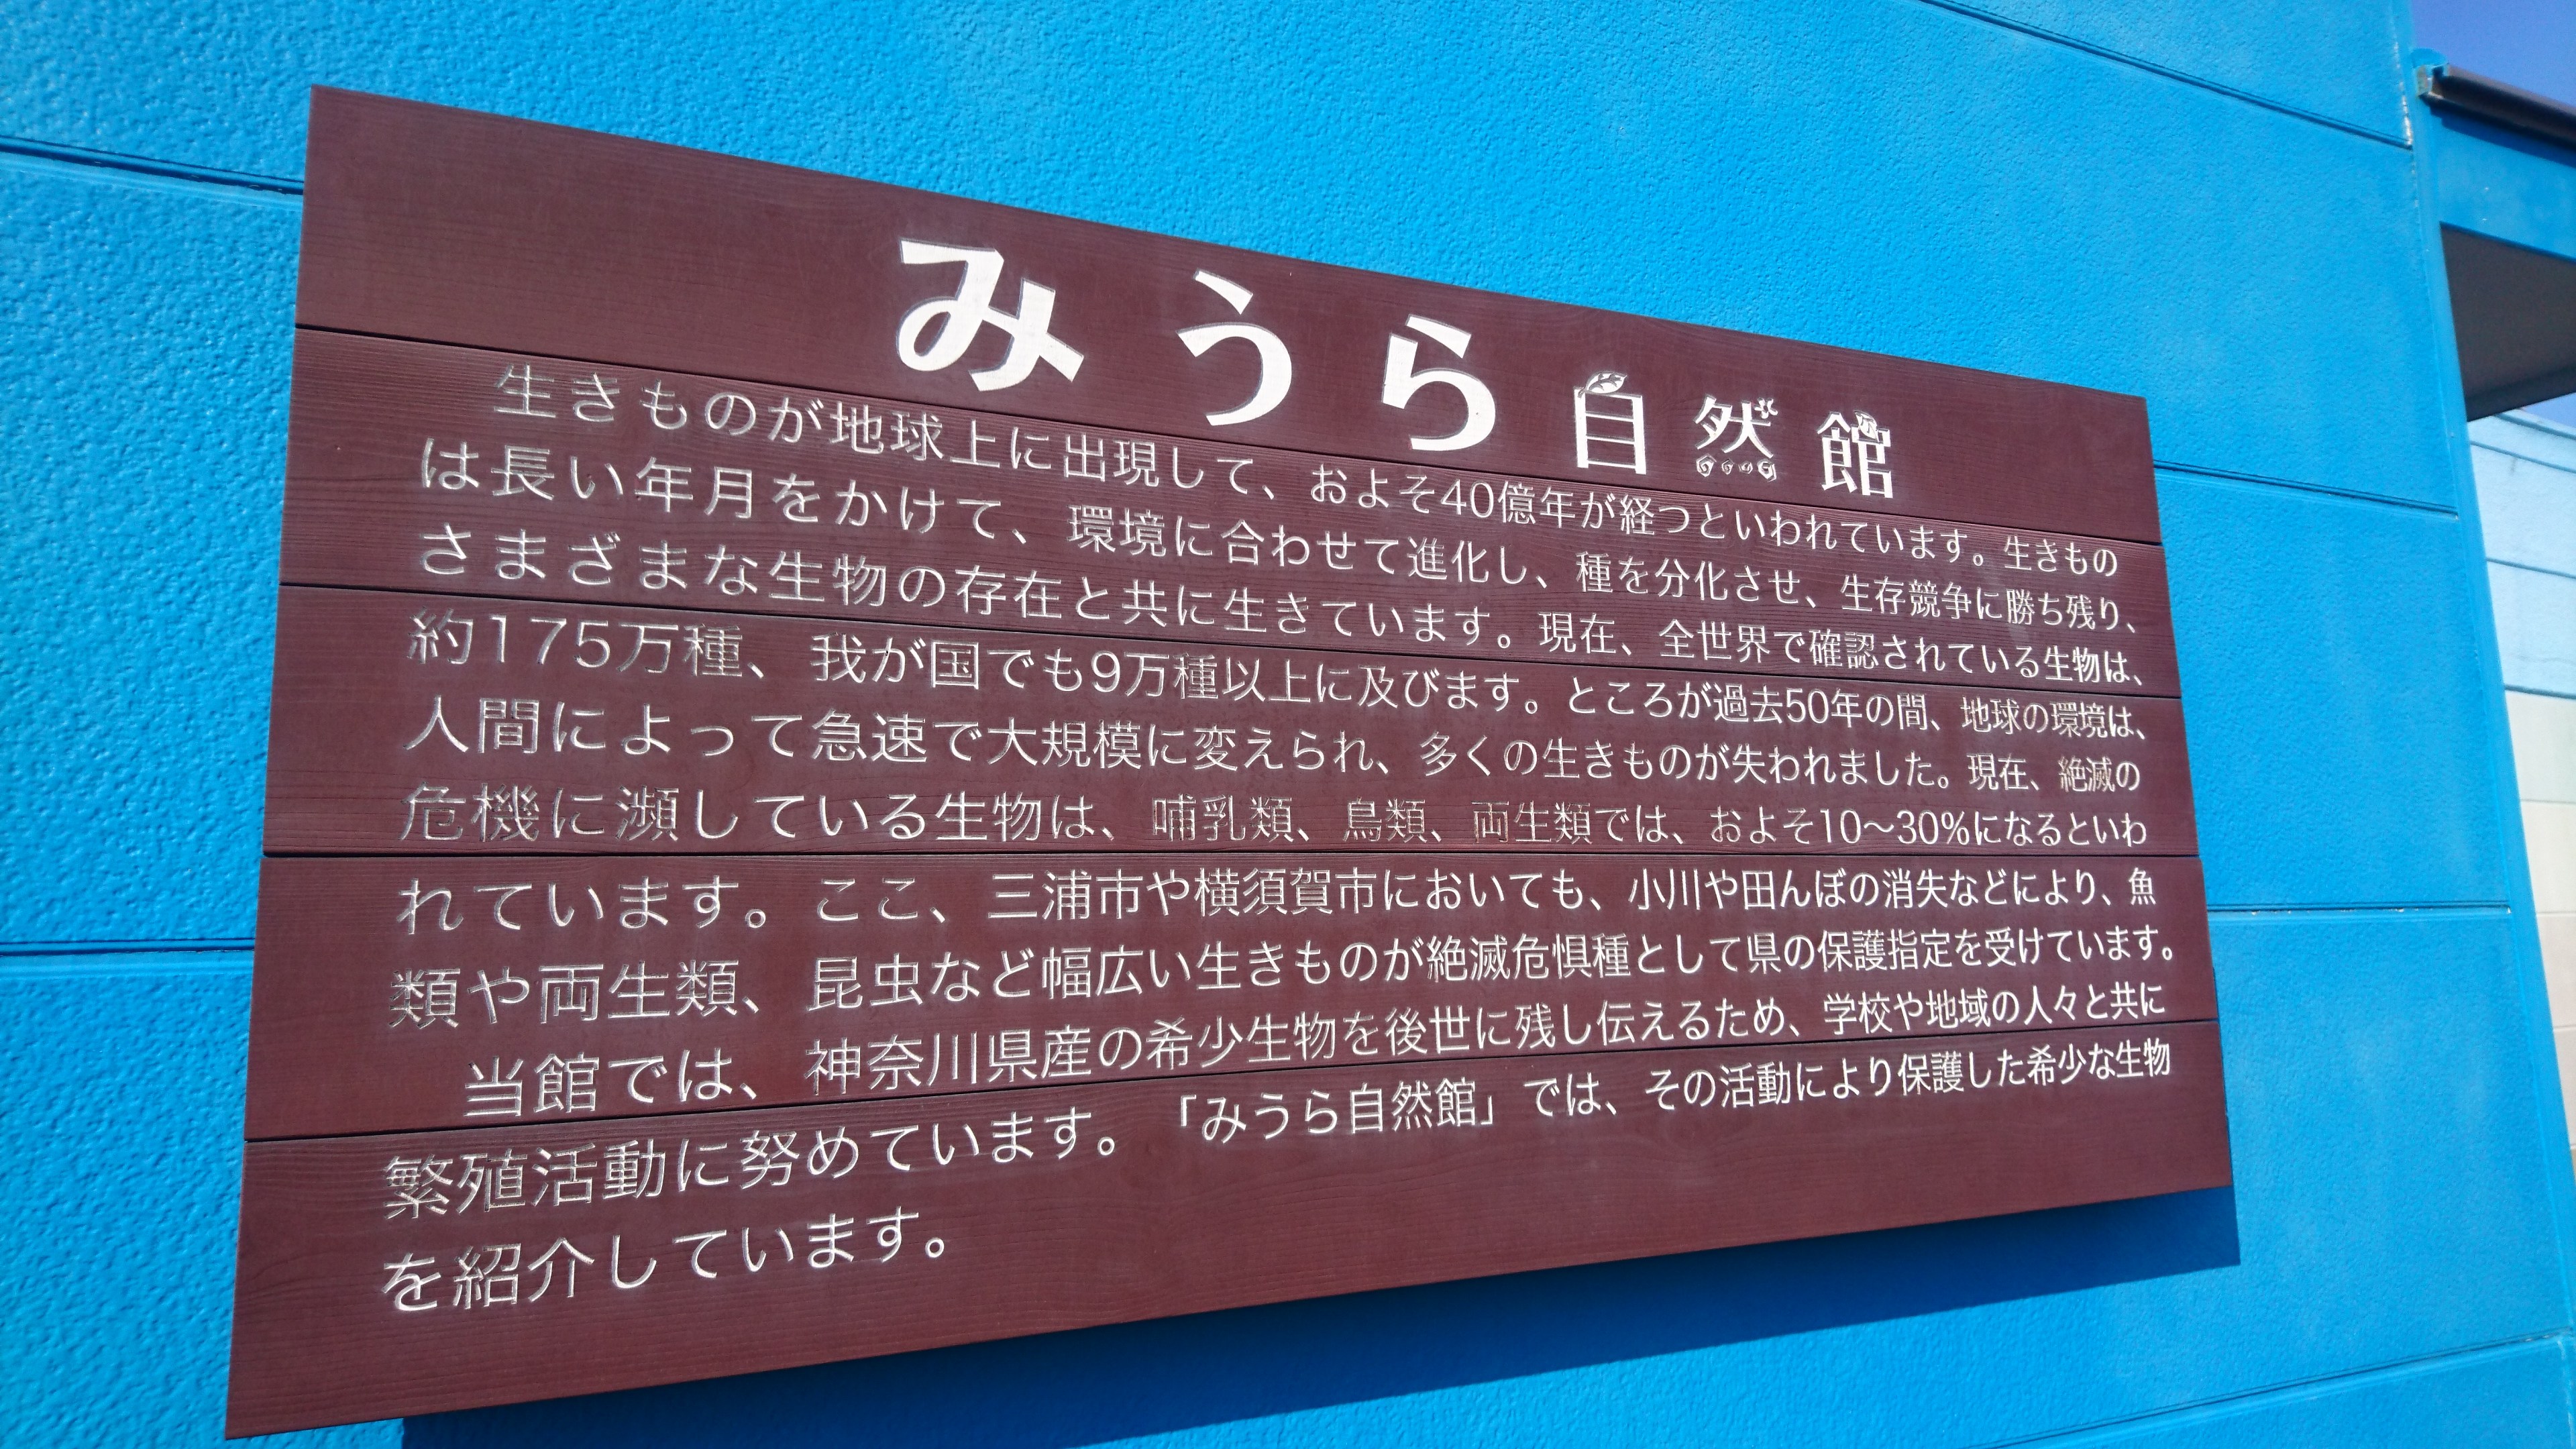 みうら自然館
生きものが地球上に出現して、およそ40億年が経つといわれています。生きもの
は長い年月をかけて、環境に合わせて進化し、種を分化させ、生存競争に勝ち残り、
さまざまな生物の存在と共に生きています。現在、全世界で確認されている生物は、
約175万種、我が国でも9万種以上に及びます。ところが過去50年の間、地球の環境は、
人間によって急速で大規模に変えられ、多くの生きものが失われました。現在、絶滅の
危機に瀕している生物は、哺乳類、鳥類、両生類では、およそ10～30%になるといわ
れています。ここ、三浦市や横須賀市においても、小川や田んぼの消失などにより、魚
類や両生類、昆虫など幅広い生きものが絶滅危惧種として県の保護指定を受けています。
当館では、神奈川県産の希少生物を後世に残し伝えるため、学校や地域の人々と共に
繁殖活動に努めています。「みうら自然館」では、その活動により保護した希少な生物
を紹介しています。